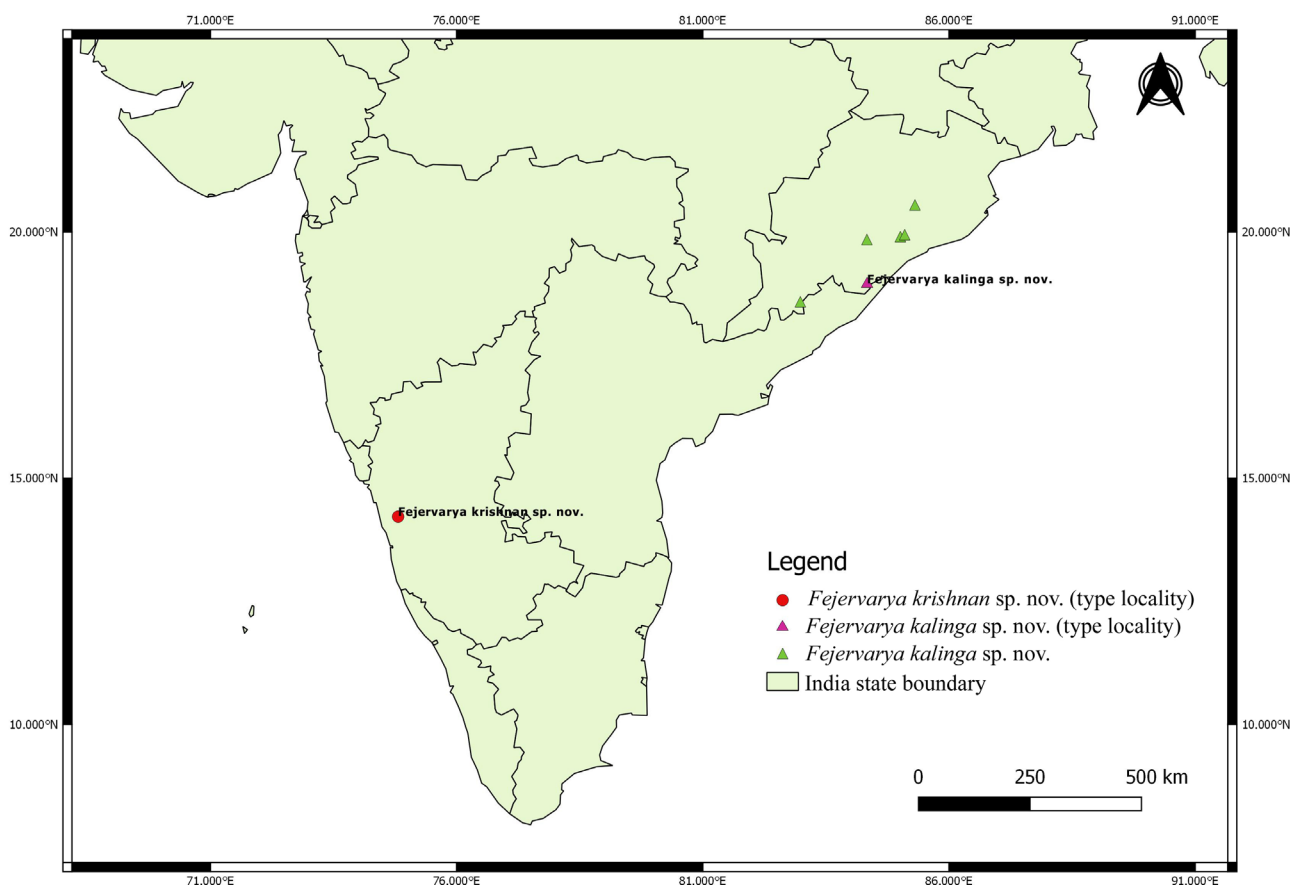 71.000°E 76.000°E 81.000°E 86.000°E 91.000°E
20.000°N 20.000°N
Fejervarya kalinga sp. nov.
15.000°N 15.000°N
Fejervarya krishnan sp. nov.
Legend
Fejervarya krishnan sp. nov. (type locality)
Fejervarya kalinga sp. nov. (type locality)
Fejervarya kalinga sp. nov.
India state boundary
10.000°N 10.000°N
0 250 500 km
71.000°E 76.000°E 81.000°E 86.000°E 91.000°E